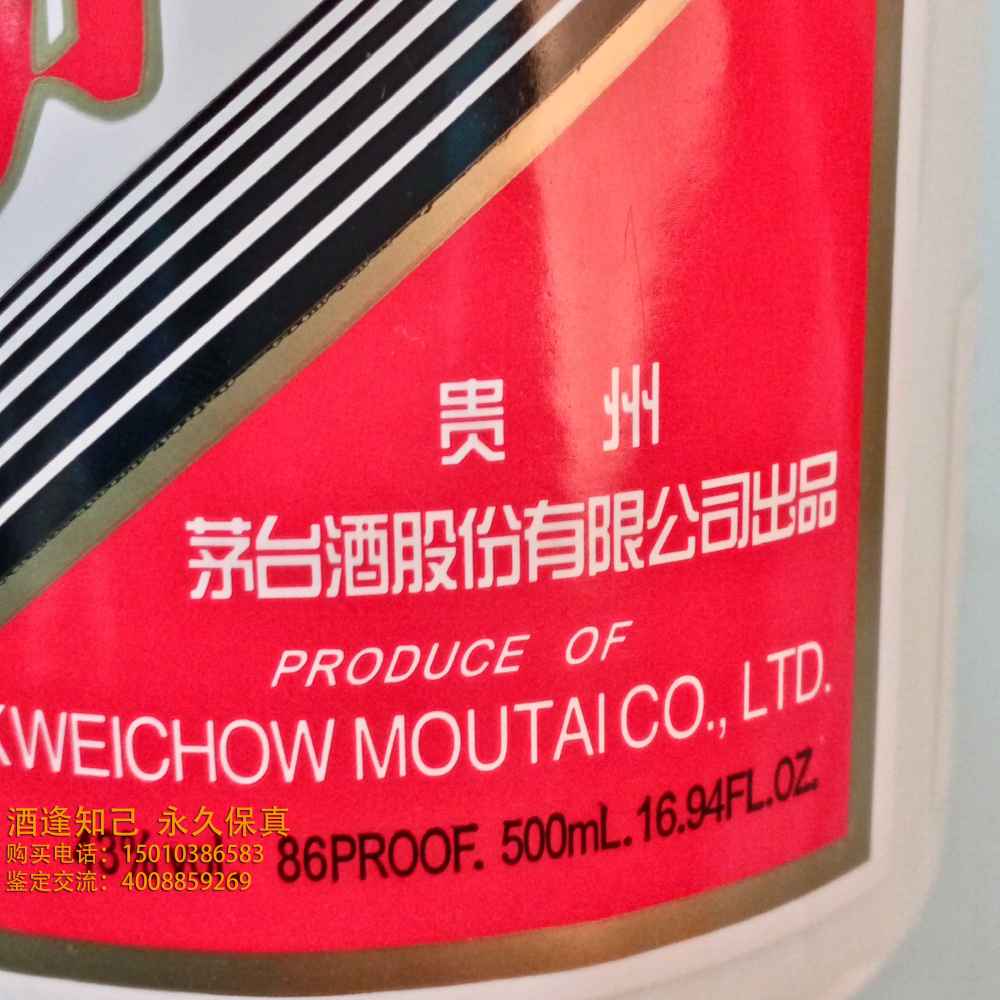 贵 州
茅台酒股份有限公司出品
PRODUCE OF
KWEICHOW MOUTAI CO., LTD.
86PROOF. 500mL. 16.94FL.OZ.
酒逢知己 永久保真
购买电话：15010386583
鉴定交流：4008859269